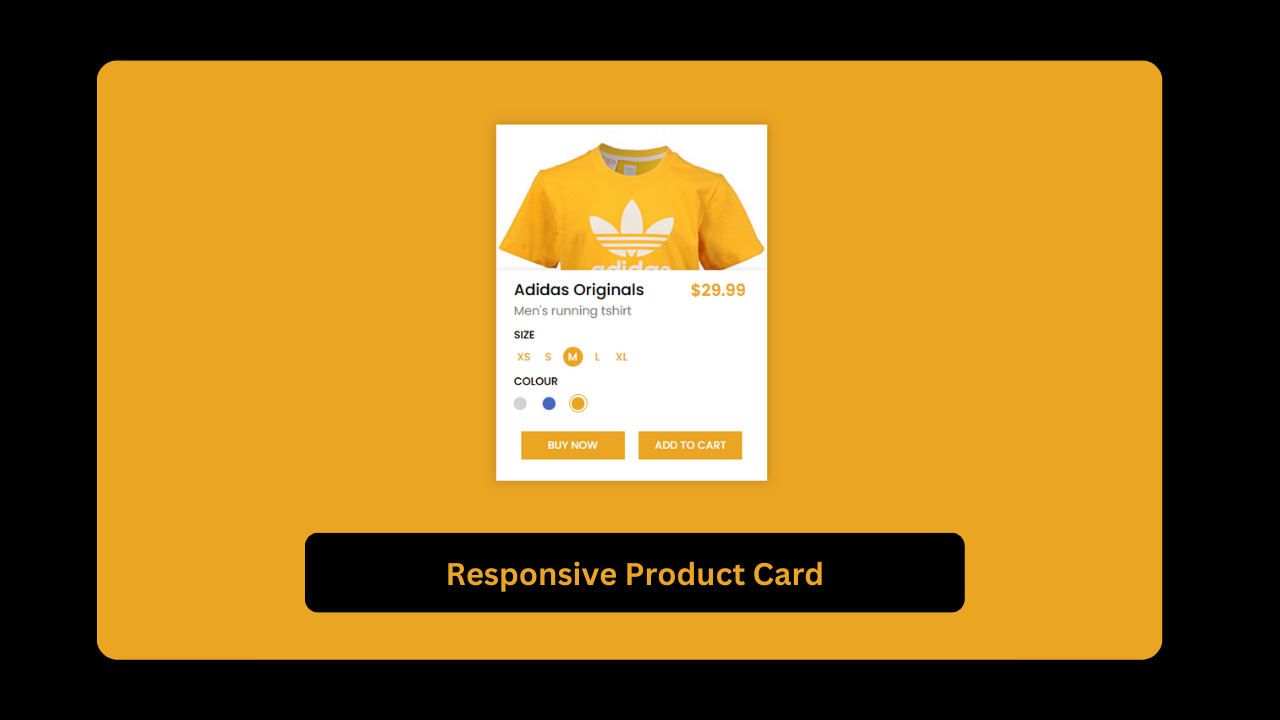 adidas
Adidas Originals $29.99
Men's running tshirt
SIZE
XS S M L XL
COLOUR
BUY NOW ADD TO CART
Responsive Product Card